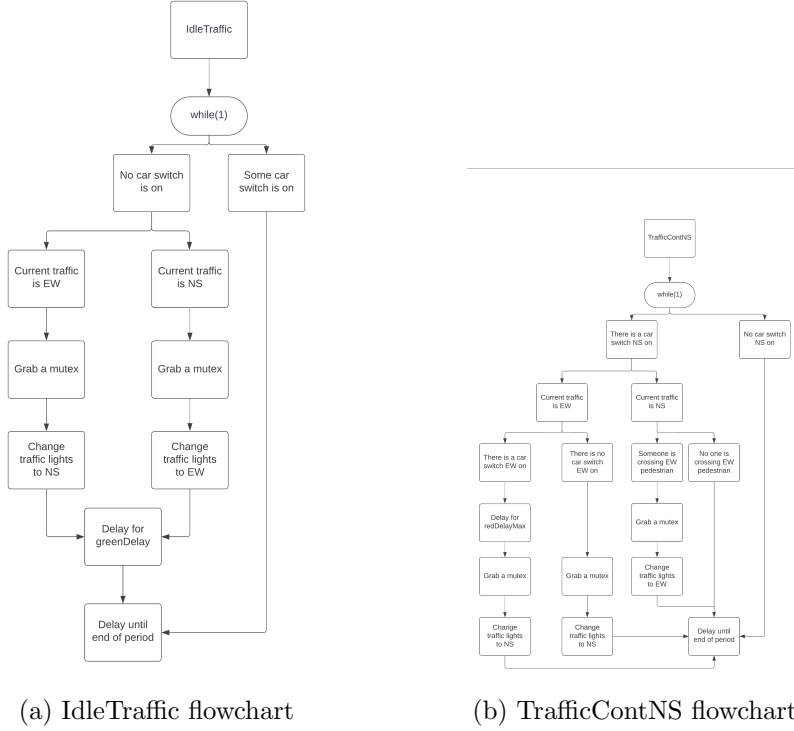 IdleTraffic
while(1)
No car switch
is on
Some car
switch is on
Current traffic
is EW
Current traffic
is NS
Grab a mutex
Grab a mutex
Change
traffic lights
to NS
Change
traffic lights
to EW
Delay for
greenDelay
Delay until
end of period
(a) IdleTraffic flowchart
TrafficContNS
while(1)
There is a car
switch NS on
No car switch
NS on
Current traffic
is EW
Current traffic
is NS
There is a car
switch EW on
There is no
car switch
EW on
Someone is
crossing EW
pedestrian
No one is
crossing EW
pedestrian
Delay for
redDelayMax
Grab a mutex
Grab a mutex
Grab a mutex
Change
traffic lights
to EW
Change
traffic lights
to NS
Change
traffic lights
to NS
Delay until
end of period
(b) TrafficContNS flowchart